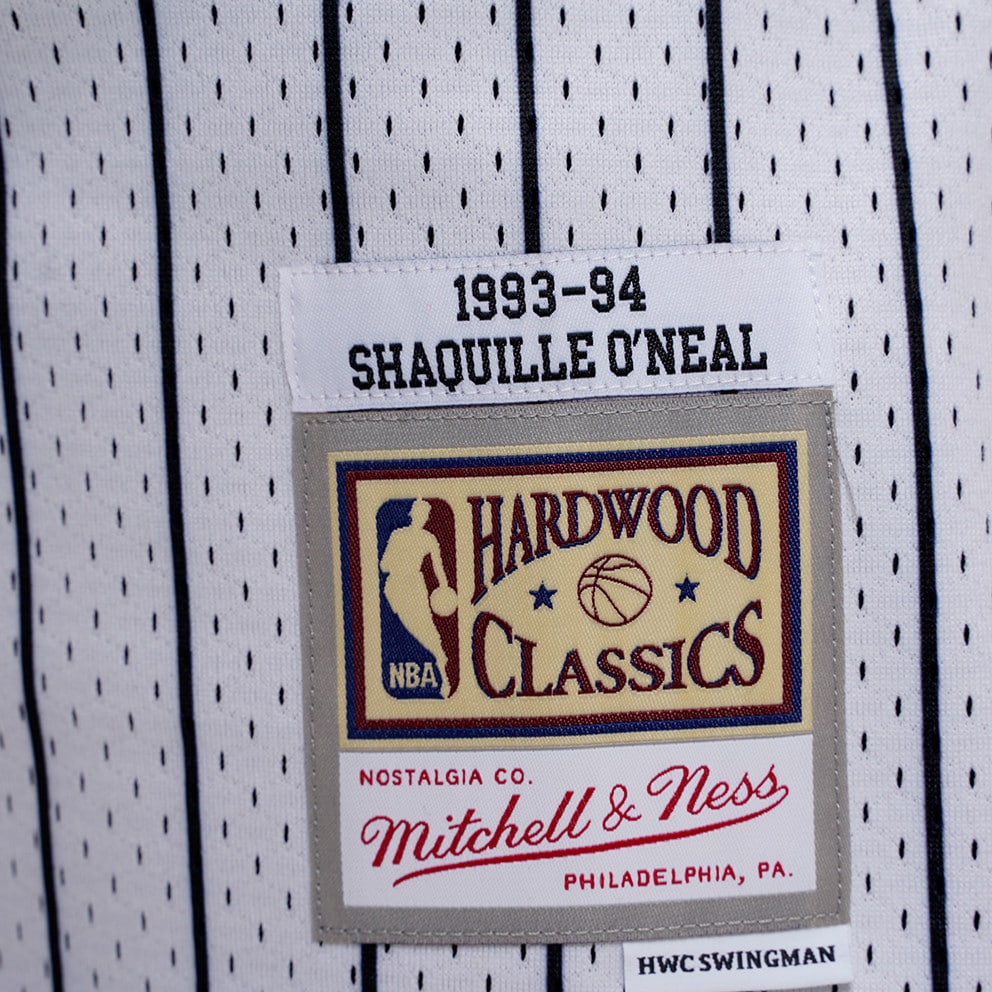 1993-94
SHAQUILLE O'NEAL
HARDWOOD
CLASSICS
NBA
NOSTALGIA CO.
Mitchell & Ness
PHILADELPHIA, PA.
HWC SWINGMAN